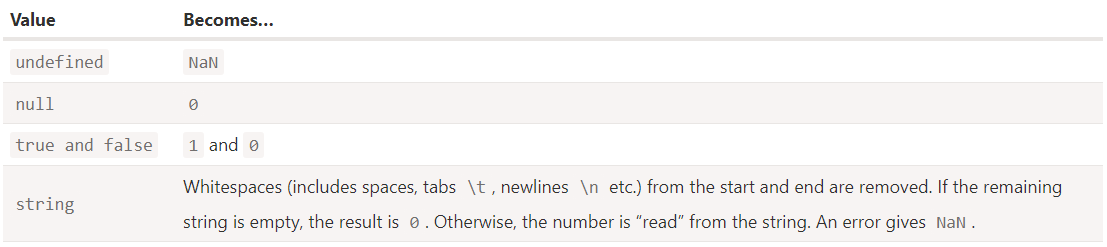 Value Becomes…
undefined NaN
null 0
true and false 1 and 0
Whitespaces (includes spaces, tabs \t , newlines \n etc.) from the start and end are removed. If the remaining
string
string is empty, the result is 0 . Otherwise, the number is “read” from the string. An error gives NaN .